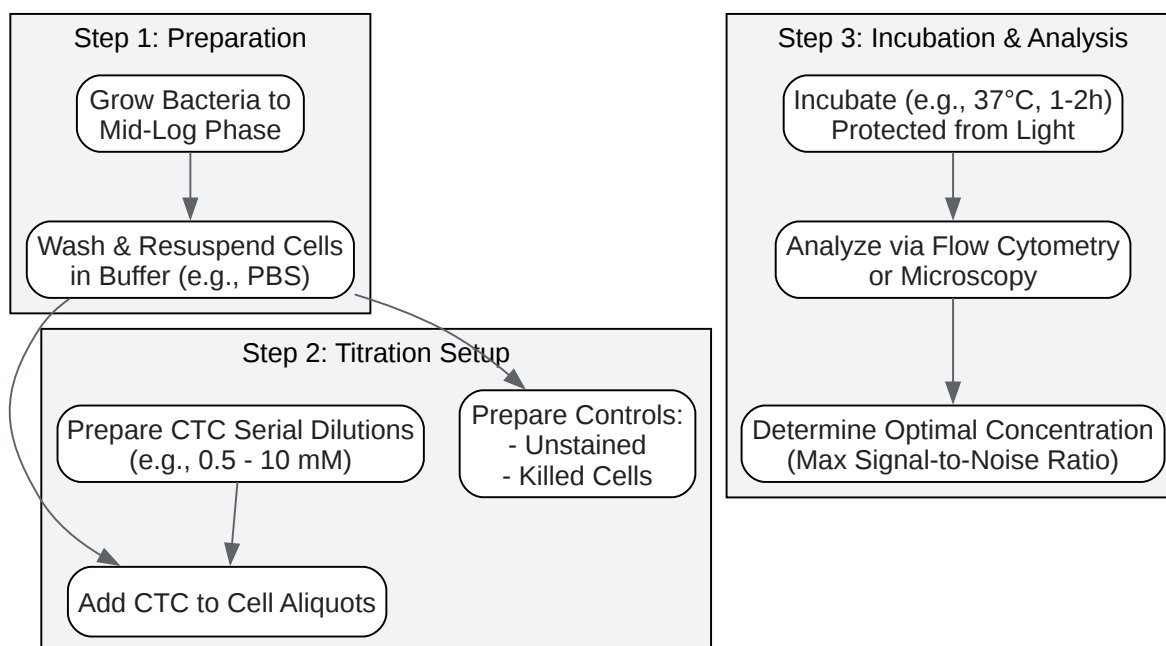 Step 1: Preparation
Grow Bacteria to
Mid-Log Phase
Wash & Resuspend Cells
in Buffer (e.g., PBS)
Step 2: Titration Setup
Prepare CTC Serial Dilutions
(e.g., 0.5 - 10 mM)
Prepare Controls:
- Unstained
- Killed Cells
Add CTC to Cell Aliquots
Step 3: Incubation & Analysis
Incubate (e.g., 37°C, 1-2h)
Protected from Light
Analyze via Flow Cytometry
or Microscopy
Determine Optimal Concentration
(Max Signal-to-Noise Ratio)